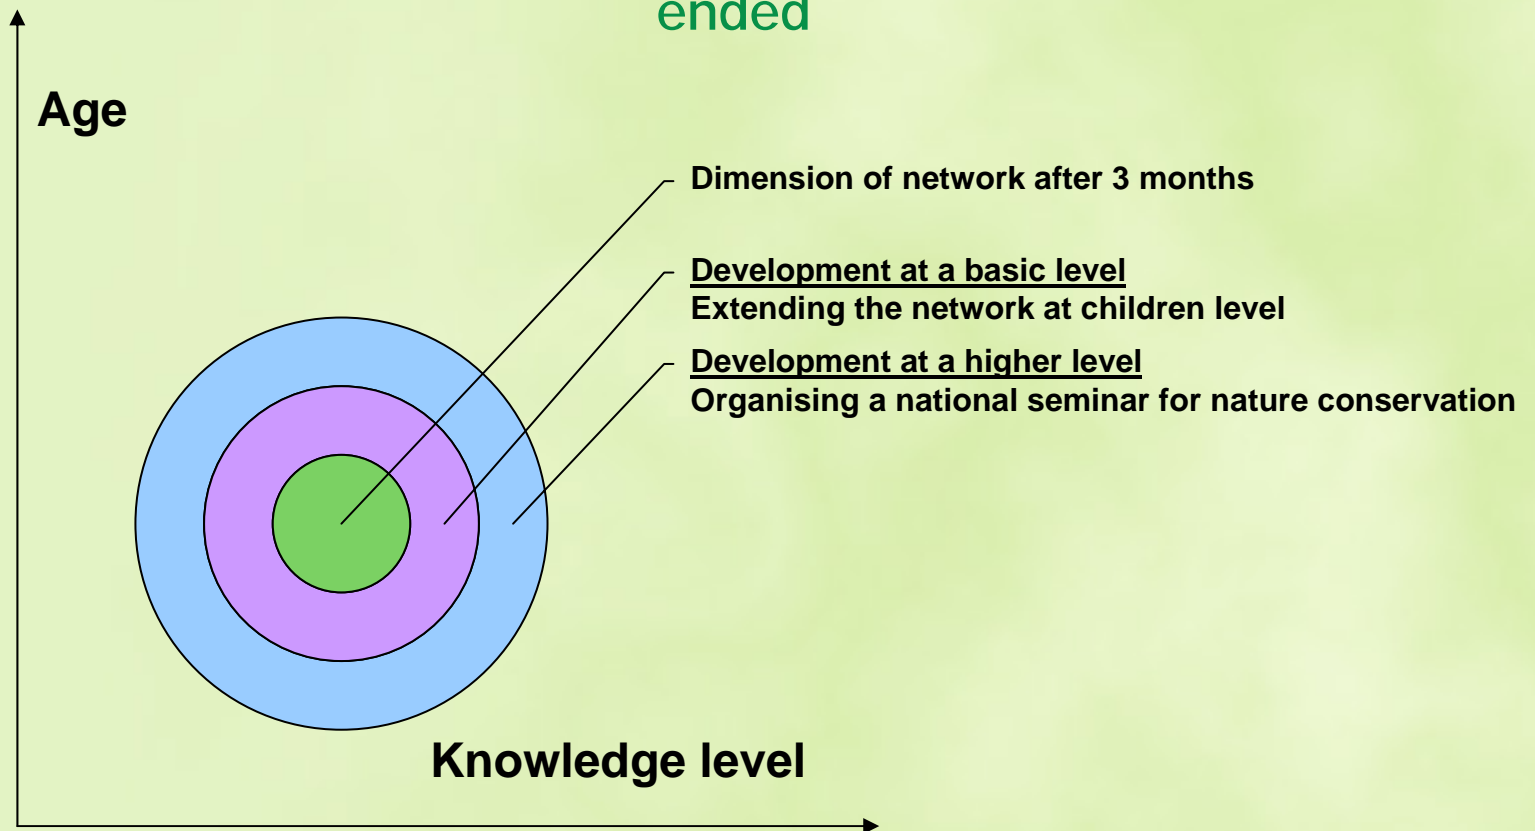 ended
Age
Dimension of network after 3 months
Development at a basic level
Extending the network at children level
Development at a higher level
Organising a national seminar for nature conservation
Knowledge level